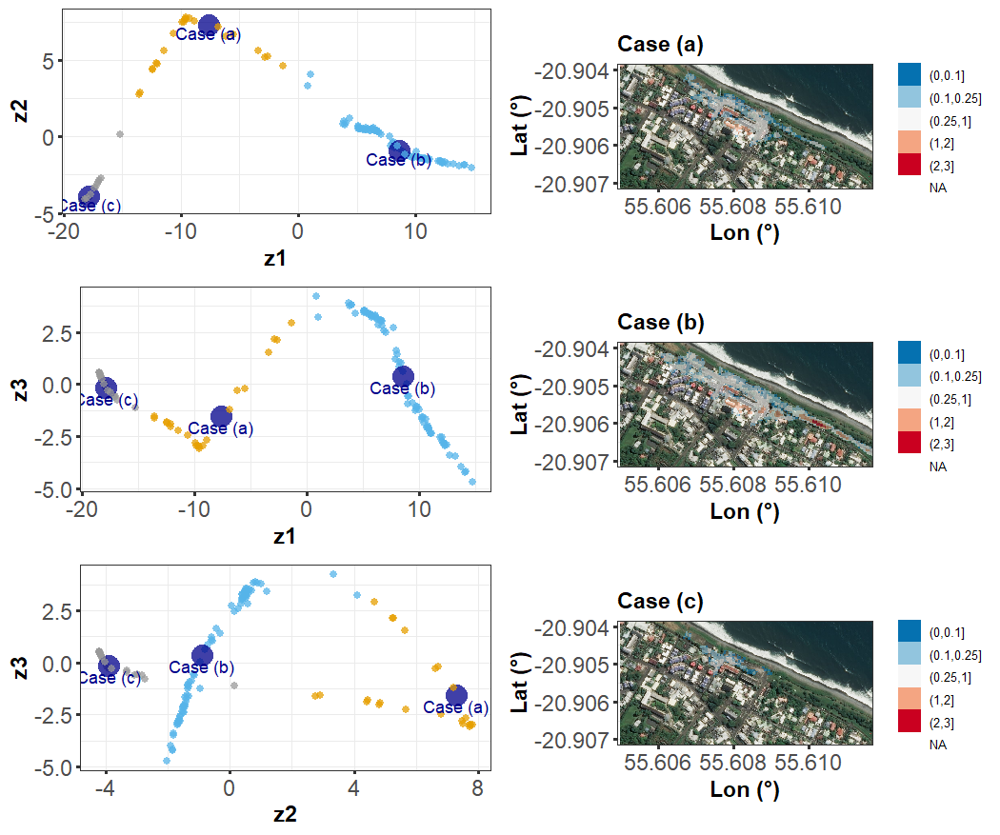 5
0
-5
z2
-20
-10
0
10
z1
Case (a)
Case (b)
Case (c)
Case (a)
-20.904
-20.905
-20.906
-20.907
Lat (°)
55.606
55.608
55.610
Lon (°)
(0,0.1]
(0.1,0.25]
(0.25,1]
(1,2]
(2,3]
NA
2.5
0.0
-2.5
-5.0
z3
-20
-10
0
10
z1
Case (c)
Case (a)
Case (b)
Case (b)
-20.904
-20.905
-20.906
-20.907
Lat (°)
55.606
55.608
55.610
Lon (°)
(0,0.1]
(0.1,0.25]
(0.25,1]
(1,2]
(2,3]
NA
2.5
0.0
-2.5
-5.0
z3
-4
0
4
8
z2
Case (c)
Case (b)
Case (a)
Case (c)
-20.904
-20.905
-20.906
-20.907
Lat (°)
55.606
55.608
55.610
Lon (°)
(0,0.1]
(0.1,0.25]
(0.25,1]
(1,2]
(2,3]
NA